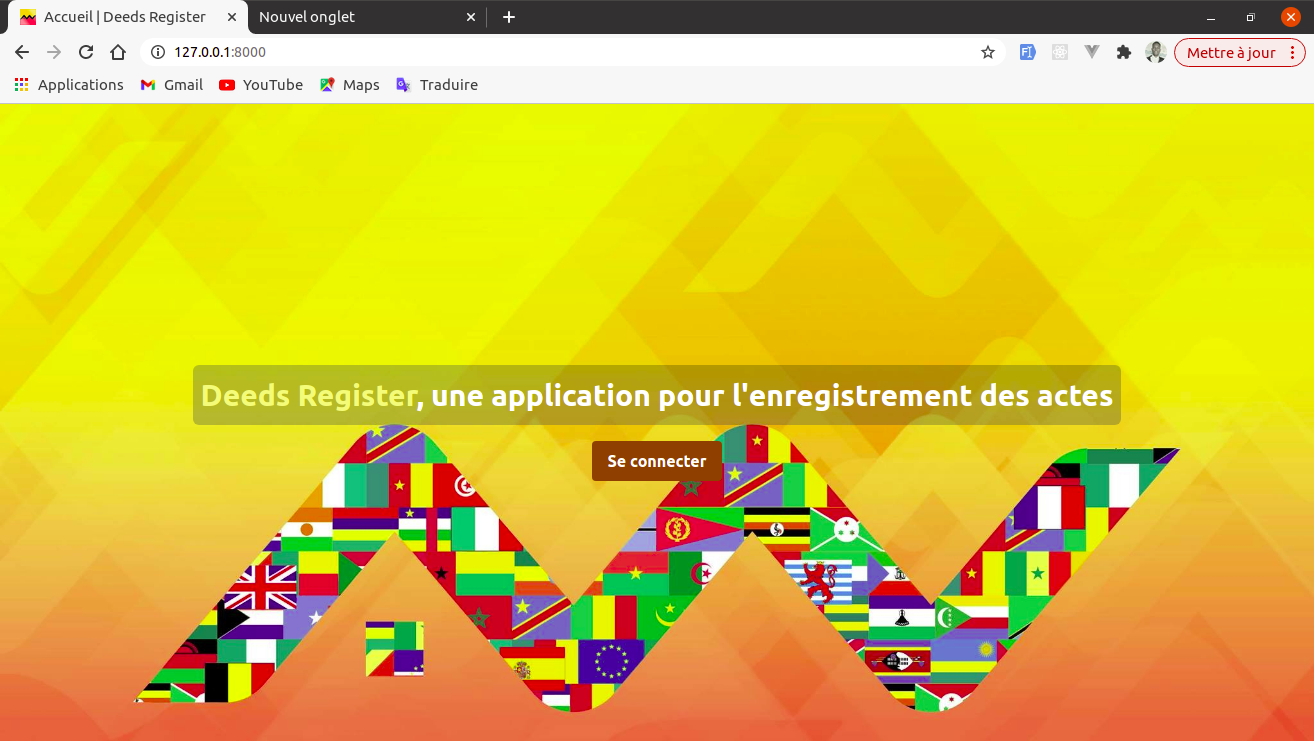 Accueil | Deeds Register
Nouvel onglet
127.0.0.1:8000
Mettre à jour
Applications
Gmail
YouTube
Maps
Traduire
Deeds Register, une application pour l'enregistrement des actes
Se connecter